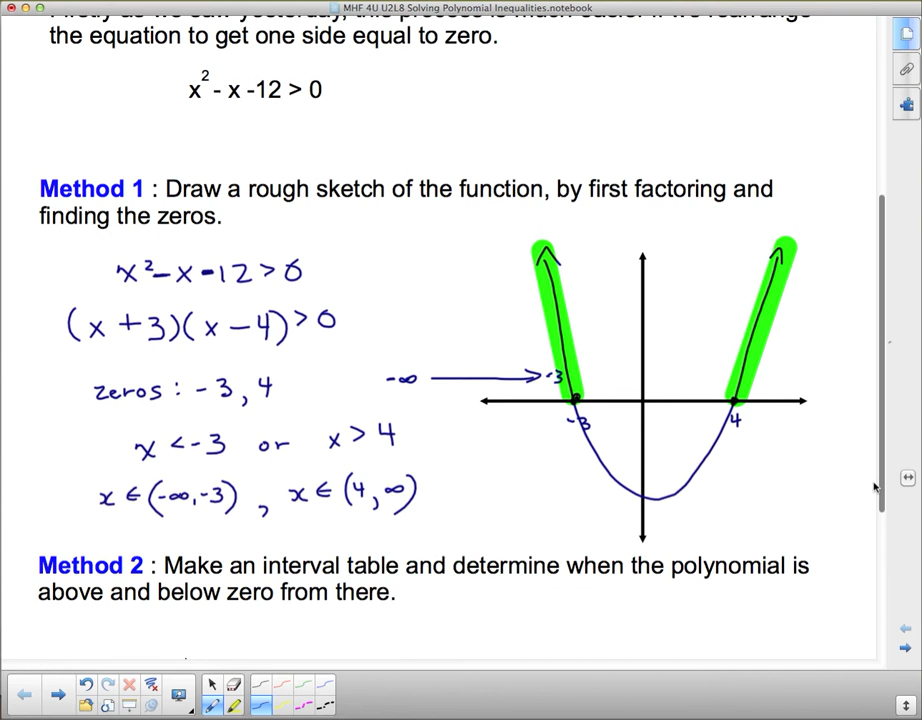 MHF 4U U2L8 Solving Polynomial Inequalities.notebook
the equation to get one side equal to zero.
x² - x -12 > 0
Method 1 : Draw a rough sketch of the function, by first factoring and
finding the zeros.
x² - x - 12 > 0
(x + 3)(x - 4) > 0
zeros : -3, 4
x < -3 or x > 4
x ∈ (-∞, -3) , x ∈ (4, ∞)
-∞ → -3
-3
4
Method 2 : Make an interval table and determine when the polynomial is
above and below zero from there.